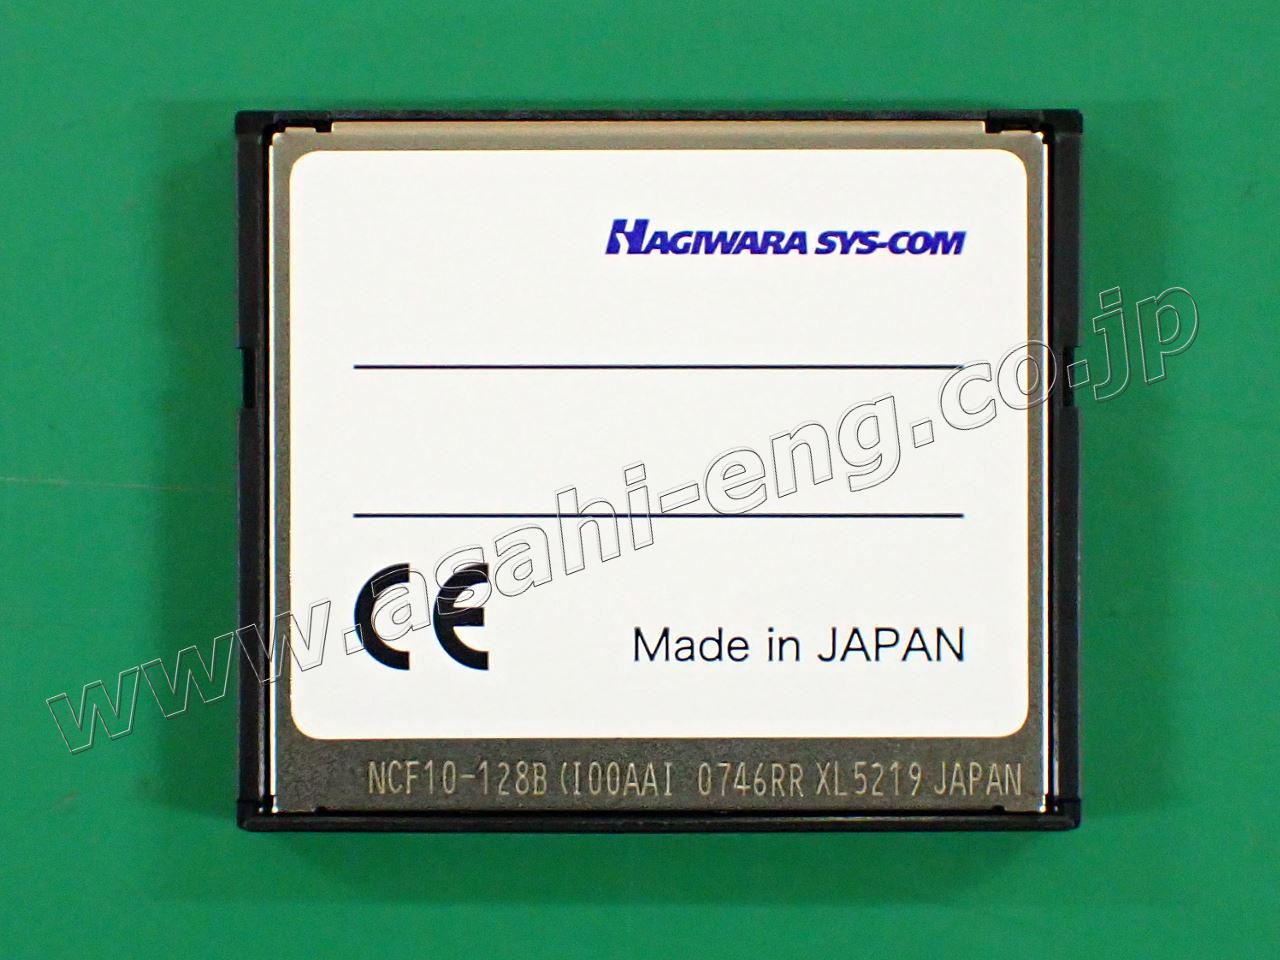 HAGIWARA SYS-COM
www.asahi-eng.co.jp
CE
Made in JAPAN
NCF10-128B (I00AAI 0746RR XL5219 JAPAN